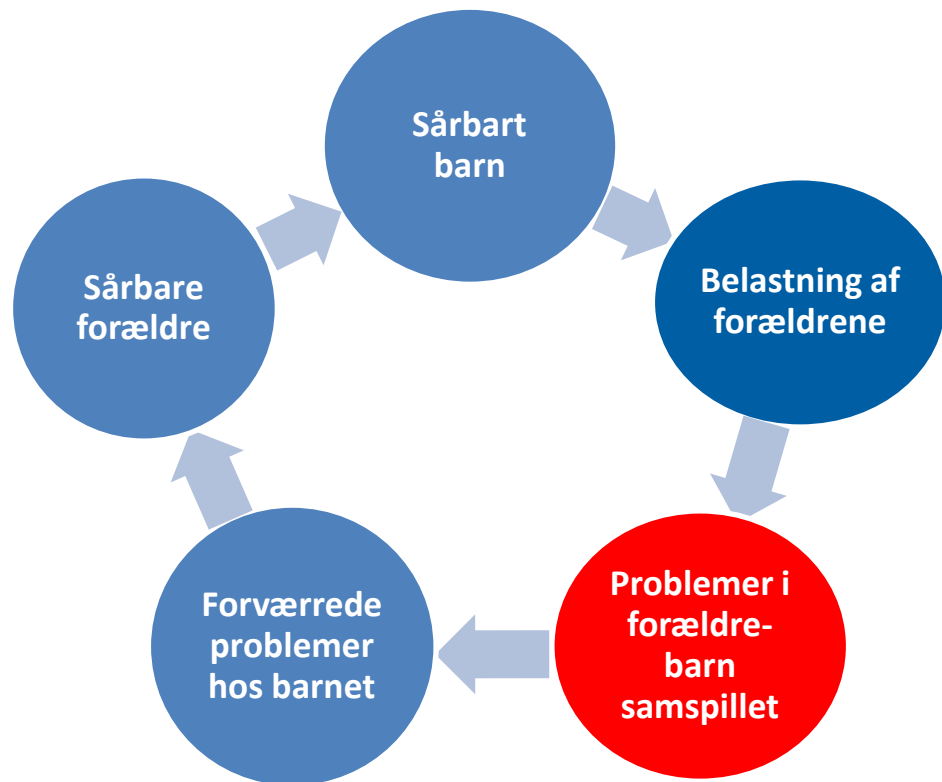 Sårbart
barn
Belastning af
forældrene
Problemer i
forældre-
barn
samspillet
Forværrede
problemer
hos barnet
Sårbare
forældre